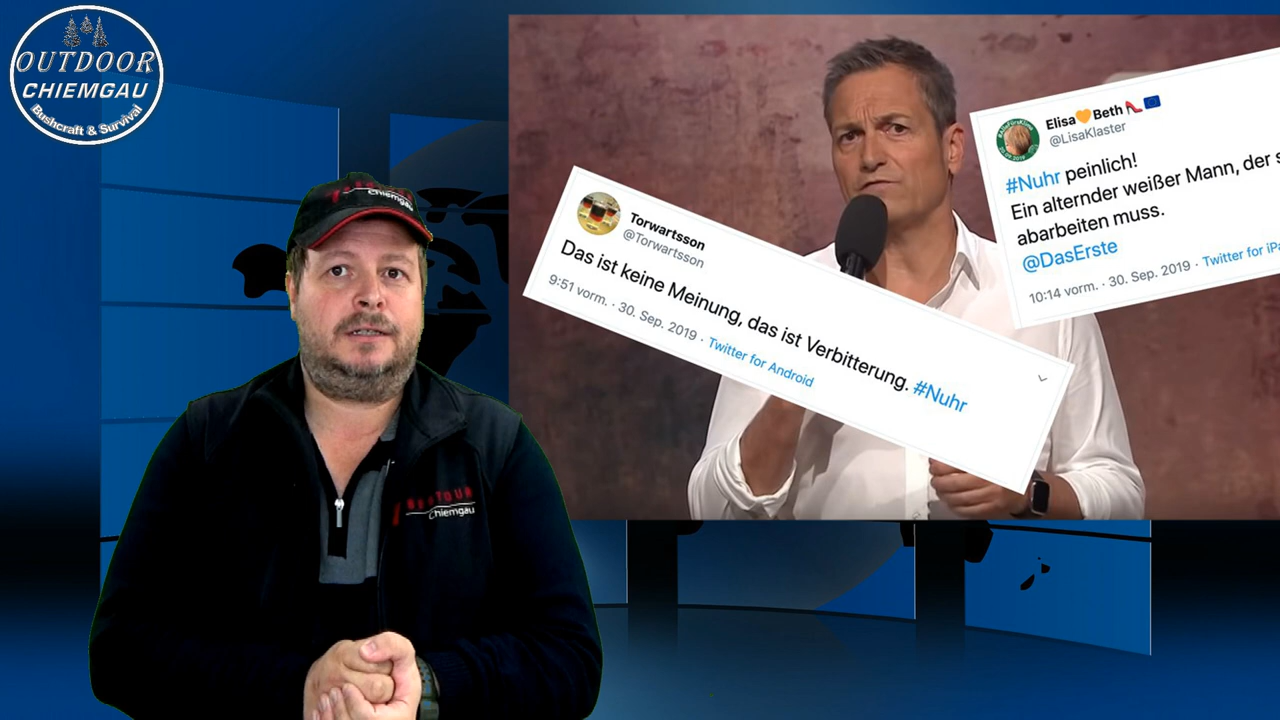 OUTDOOR
CHIEMGAU
Bushcraft & Survival
Chiemgau
Chiemgau
Torwartsson
@Torwartsson
Das ist keine Meinung, das ist Verbitterung. #Nuhr
9:51 vorm. · 30. Sep. 2019 · Twitter for Android
Elisa🧡Beth 👠🇪🇺
@LisaKlaster
#Nuhr peinlich!
Ein alternder weißer Mann, der
abarbeiten muss.
@DasErste
10:14 vorm. · 30. Sep. 2019 · Twitter for